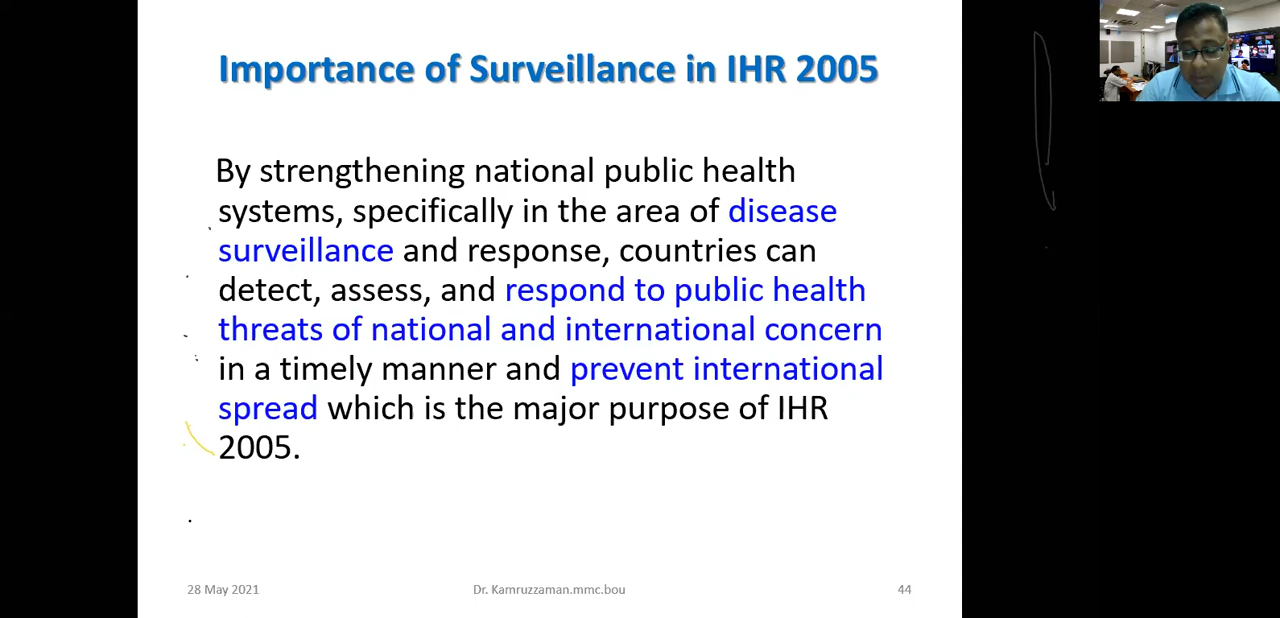 Importance of Surveillance in IHR 2005
By strengthening national public health
systems, specifically in the area of disease
surveillance and response, countries can
detect, assess, and respond to public health
threats of national and international concern
in a timely manner and prevent international
spread which is the major purpose of IHR
2005.
28 May 2021
Dr. Kamruzzaman.mmc.bou
44